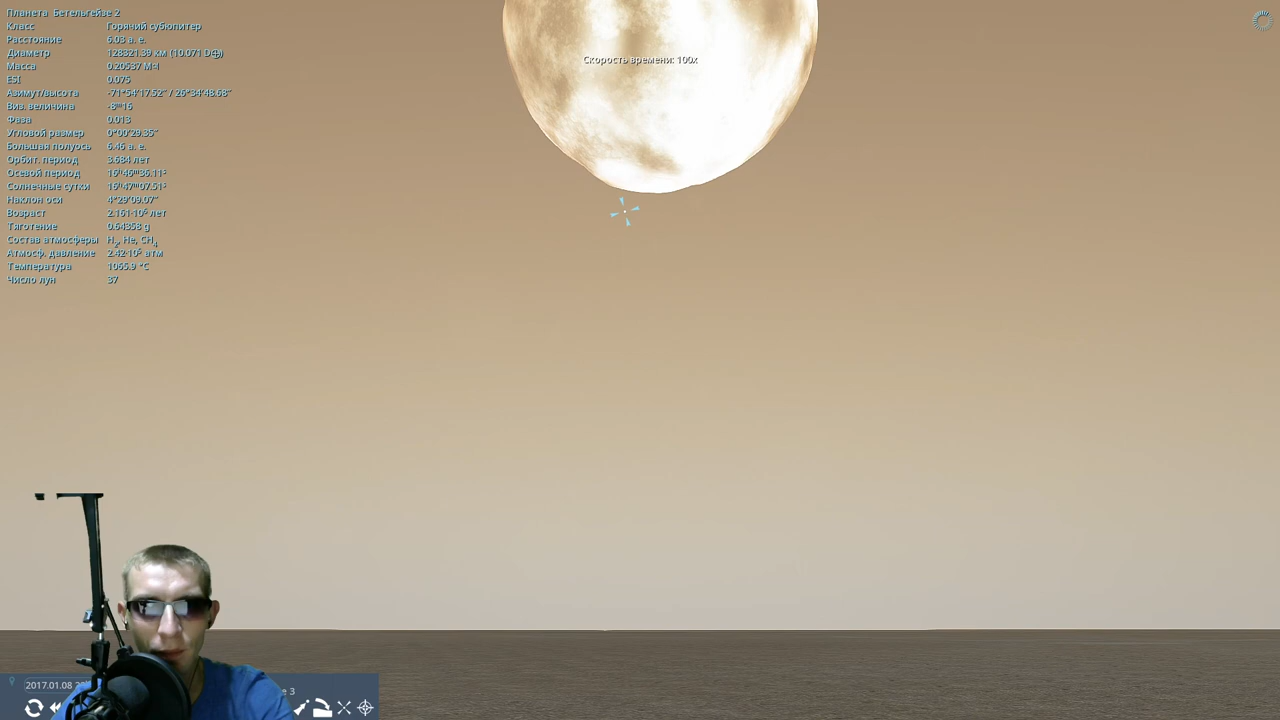 Планета Бетельгейзе 2
Класс Горячий субюпитер
Расстояние 6.03 а. е.
Диаметр 128321.39 км (10.071 D⊕)
Масса 0.20537 M♃
ESI 0.075
Азимут/высота -71°54'17.52" / 26°34'48.68"
Виз. величина -8ᵐ16
Фаза 0.013
Угловой размер 0°00'29.35"
Большая полуось 6.46 а. е.
Орбит. период 3.684 лет
Осевой период 16ʰ46ᵐ36.11ˢ
Солнечные сутки 16ʰ47ᵐ07.51ˢ
Наклон оси 4°29'09.07"
Возраст 2.161·10⁶ лет
Тяготение 0.64358 g
Состав атмосферы H₂, He, CH₄
Атмосф. давление 2.42·10⁵ атм
Температура 1065.9 °C
Число лун 37
Скорость времени: 100x
2017.01.08
3